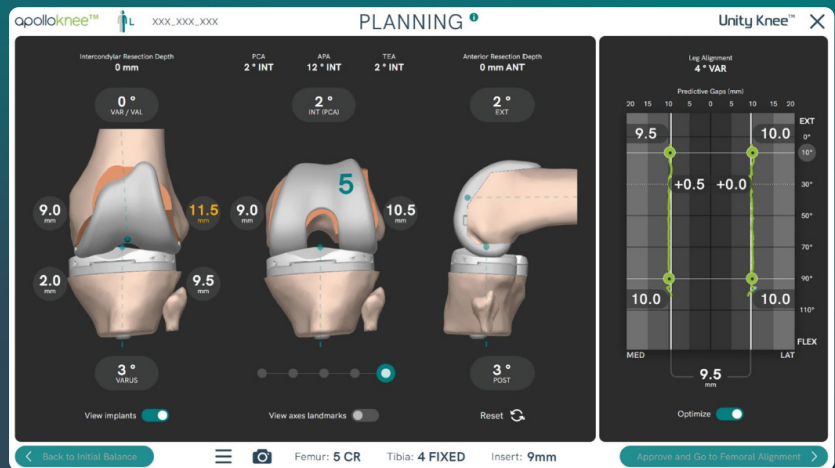 apolloknee™ L XXX_XXX_XXX PLANNING i Unity Knee™ X
Intercondylar Resection Depth
0 mm
0°
VAR / VAL
9.0
mm
11.5
mm
2.0
mm
9.5
mm
3°
VARUS
View implants
PCA APA TEA
2° INT 12° INT 2° INT
2°
INT (PCA)
5
9.0
mm
10.5
mm
View axes landmarks
Anterior Resection Depth
0 mm ANT
2°
EXT
3°
POST
Reset
Leg Alignment
4° VAR
Predictive Gaps (mm)
20 15 10 5 0 5 10 15 20
EXT
9.5 10.0 0°
10°
+0.5 +0.0 30°
50°
70°
90°
10.0 10.0
110°
FLEX
MED LAT
9.5
mm
Optimize
Back to Initial Balance Femur: 5 CR Tibia: 4 FIXED Insert: 9mm Approve and Go to Femoral Alignment